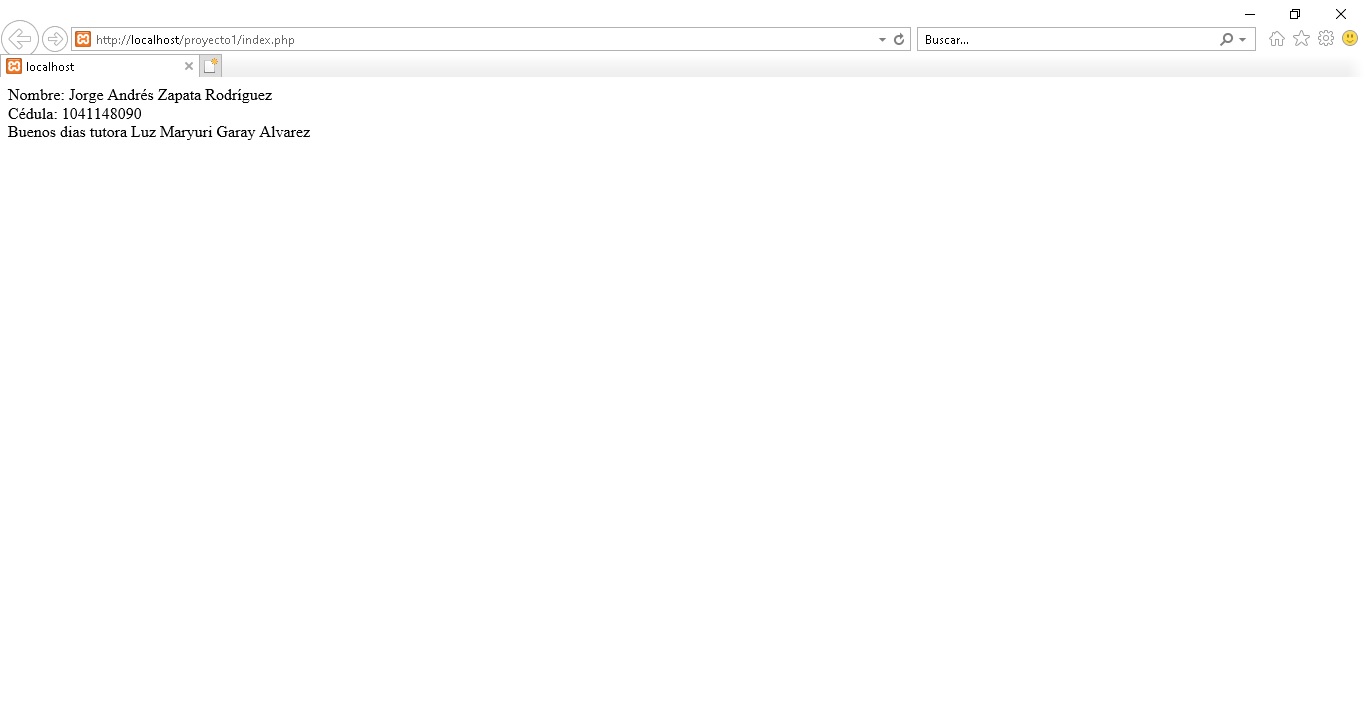 http://localhost/proyecto1/index.php
Buscar...
localhost
Nombre: Jorge Andrés Zapata Rodríguez
Cédula: 1041148090
Buenos dias tutora Luz Maryuri Garay Alvarez